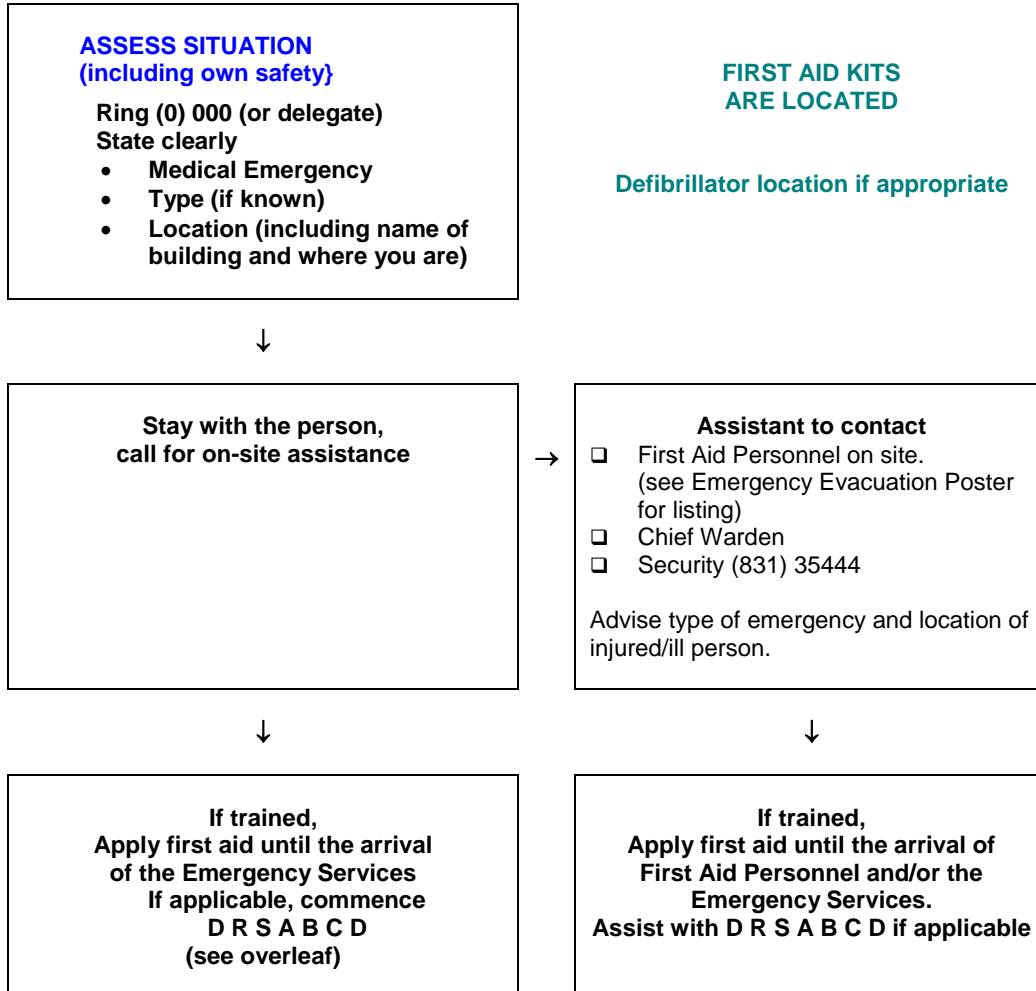 ASSESS SITUATION
(including own safety}
Ring (0) 000 (or delegate)
State clearly
• Medical Emergency
• Type (if known)
• Location (including name of
building and where you are)
FIRST AID KITS
ARE LOCATED
Defibrillator location if appropriate
↓
Stay with the person,
call for on-site assistance
→
Assistant to contact
❑ First Aid Personnel on site.
(see Emergency Evacuation Poster
for listing)
❑ Chief Warden
❑ Security (831) 35444
Advise type of emergency and location of
injured/ill person.
↓
↓
If trained,
Apply first aid until the arrival
of the Emergency Services
If applicable, commence
D R S A B C D
(see overleaf)
If trained,
Apply first aid until the arrival of
First Aid Personnel and/or the
Emergency Services.
Assist with D R S A B C D if applicable